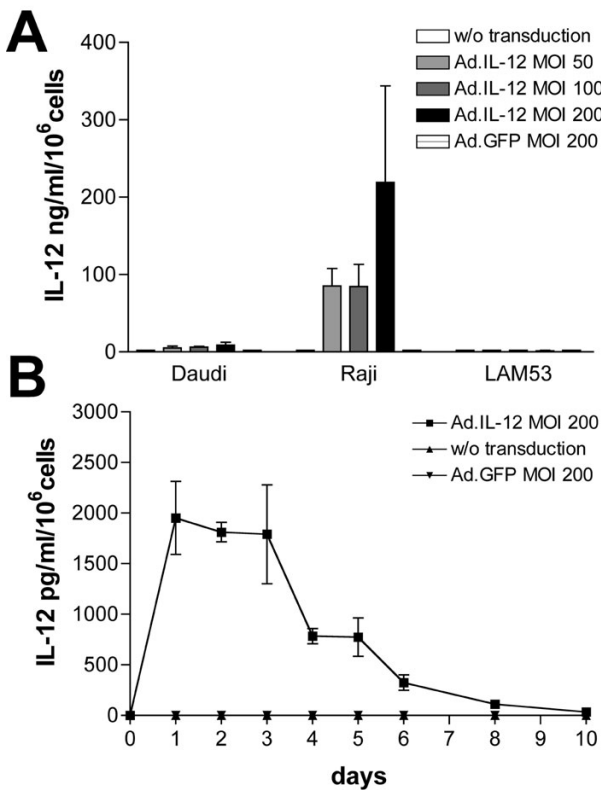 A
IL-12 ng/ml/10⁶cells
400
300
200
100
0
w/o transduction
Ad.IL-12 MOI 50
Ad.IL-12 MOI 100
Ad.IL-12 MOI 200
Ad.GFP MOI 200
Daudi Raji LAM53
B
IL-12 pg/ml/10⁶cells
3000
2500
2000
1500
1000
500
0
Ad.IL-12 MOI 200
w/o transduction
Ad.GFP MOI 200
0 1 2 3 4 5 6 7 8 9 10
days